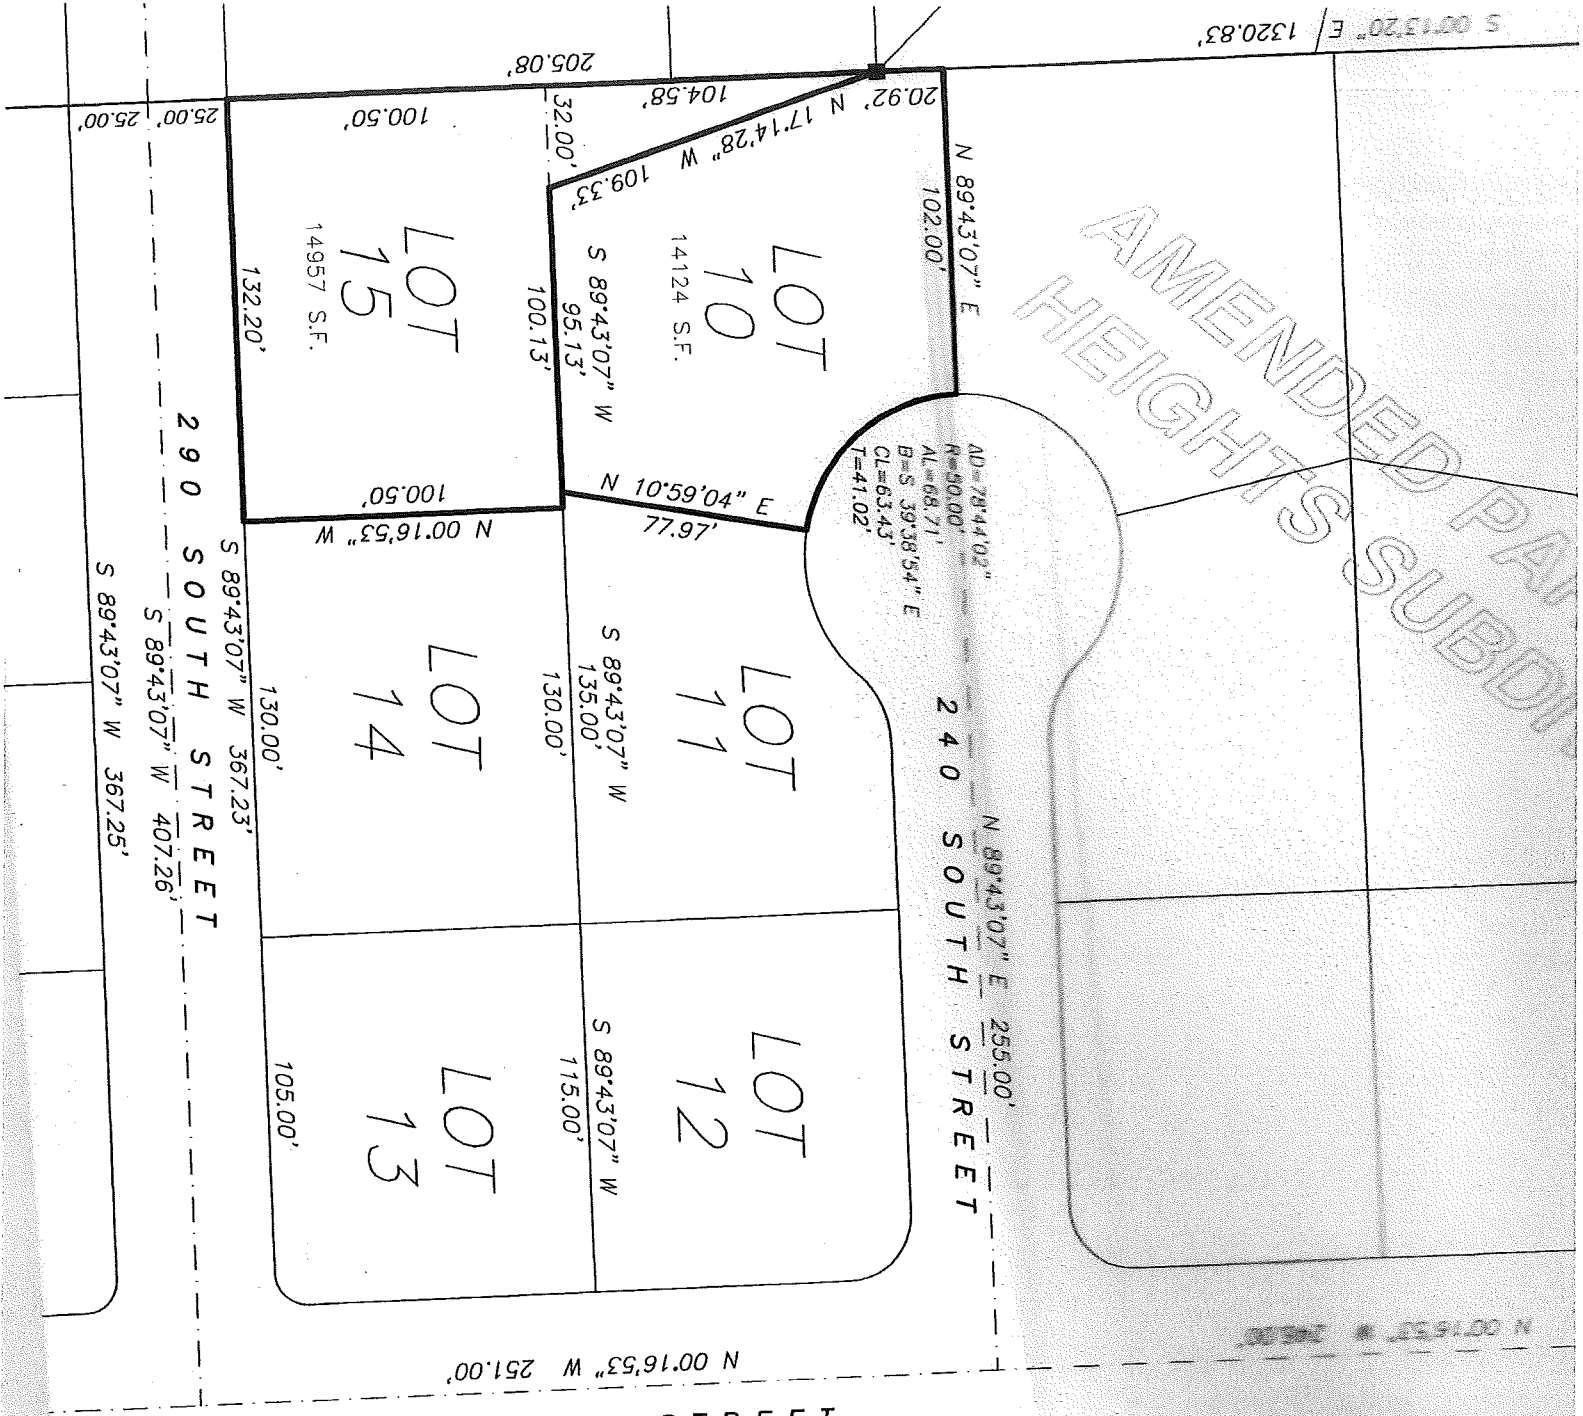 S 00°13'20" E
1320.83'
205.08'
25.00'
25.00'
100.50'
104.58'
20.92'
32.00'
N 17°14'28" W
109.33'
N 89°43'07" E
102.00'
LOT
15
14957 S.F.
132.20'
100.13'
S 89°43'07" W
95.13'
LOT
10
14124 S.F.
AMENDED PAR
HEIGHTS SUBDI
ΔD=78°44'02"
R=50.00'
AL=68.71'
B=S 39°38'54" E
CL=63.43'
T=41.02'
100.50'
N 00°16'53" W
N 10°59'04" E
77.97'
290 SOUTH STREET
S 89°43'07" W 367.23'
S 89°43'07" W 407.26'
S 89°43'07" W 367.25'
LOT
14
130.00'
130.00'
S 89°43'07" W
135.00'
LOT
11
240 SOUTH STREET
N 89°43'07" E 255.00'
LOT
13
105.00'
S 89°43'07" W
115.00'
LOT
12
N 00°16'53" W 251.00'
N 00°16'53" W